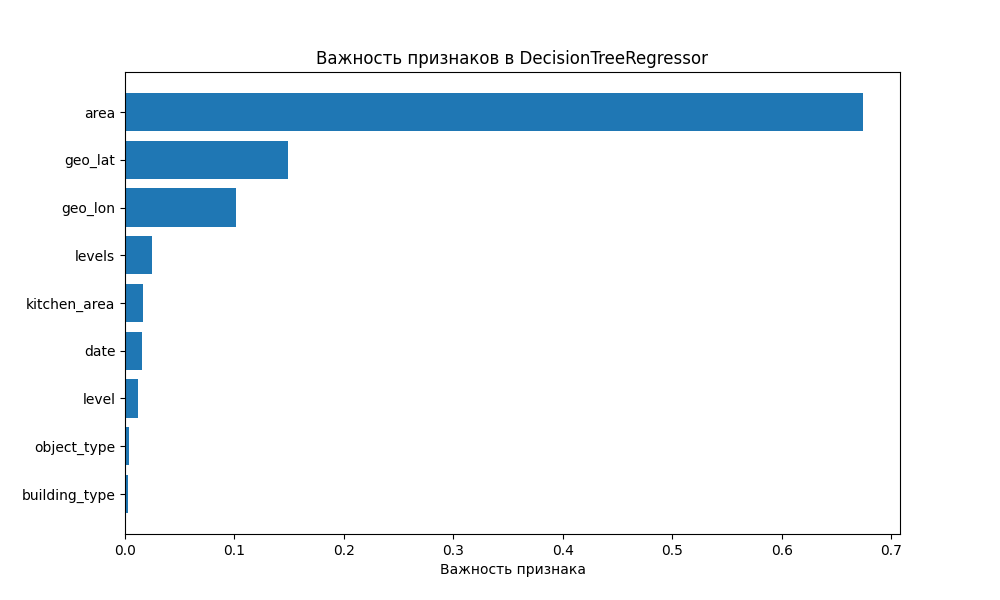 Важность признаков в DecisionTreeRegressor
area
geo_lat
geo_lon
levels
kitchen_area
date
level
object_type
building_type
0.0 0.1 0.2 0.3 0.4 0.5 0.6 0.7
Важность признака